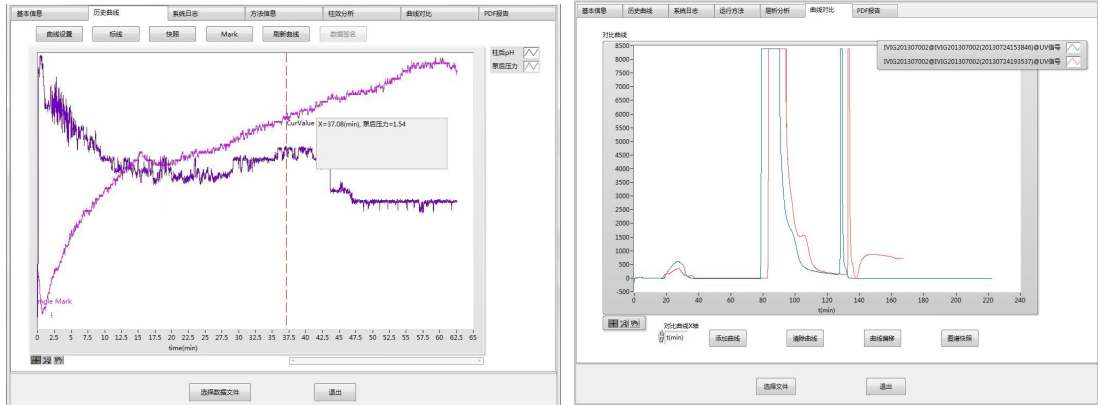 基本信息 历史曲线 系统日志 方法信息 柱效分析 曲线对比 PDF报告
曲线设置 标线 快照 Mark 刷新曲线 数据签名
柱后pH
泵后压力
CurValue X=37.08(min), 泵后压力=1.54
mple Mark
0 2.5 5 7.5 10 12.5 15 17.5 20 22.5 25 27.5 30 32.5 35 37.5 40 42.5 45 47.5 50 52.5 55 57.5 60 62.5 65
time(min)
选择数据文件 退出
基本信息 历史曲线 系统日志 运行方法 层析分析 曲线对比 PDF报告
对比曲线
IVIG201307002@IVIG201307002(20130724153846)@UV信号
IVIG201307002@IVIG201307002(20130724193537)@UV信号
8500
8000
7500
7000
6500
6000
5500
5000
4500
4000
3500
3000
2500
2000
1500
1000
500
0
-500
0 20 40 60 80 100 120 140 160 180 200 220 240
t(min)
对比曲线X轴
t(min) 添加曲线 清除曲线 曲线偏移 图谱快照
选择文件 退出